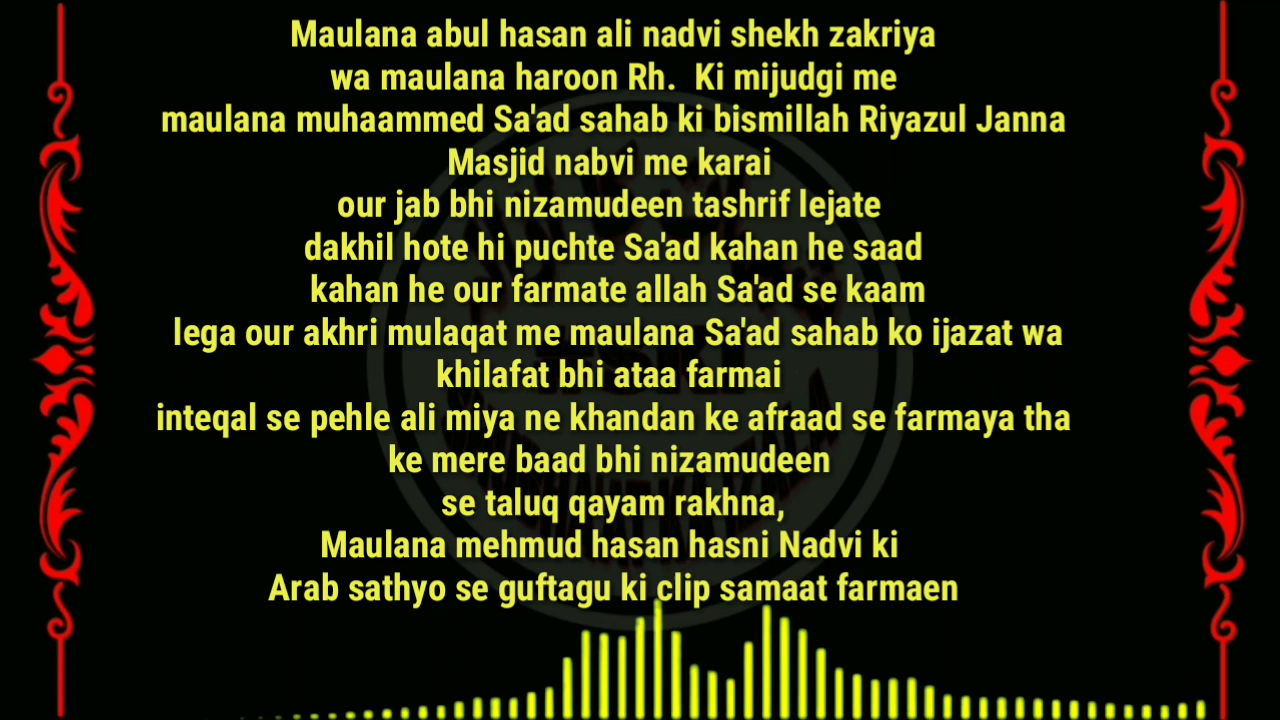 Maulana abul hasan ali nadvi shekh zakriya
wa maulana haroon Rh. Ki mijudgi me
maulana muhaammed Sa'ad sahab ki bismillah Riyazul Janna
Masjid nabvi me karai
our jab bhi nizamudeen tashrif lejate
dakhil hote hi puchte Sa'ad kahan he saad
kahan he our farmate allah Sa'ad se kaam
lega our akhri mulaqat me maulana Sa'ad sahab ko ijazat wa
khilafat bhi ataa farmai
inteqal se pehle ali miya ne khandan ke afraad se farmaya tha
ke mere baad bhi nizamudeen
se taluq qayam rakhna,
Maulana mehmud hasan hasni Nadvi ki
Arab sathyo se guftagu ki clip samaat farmaen